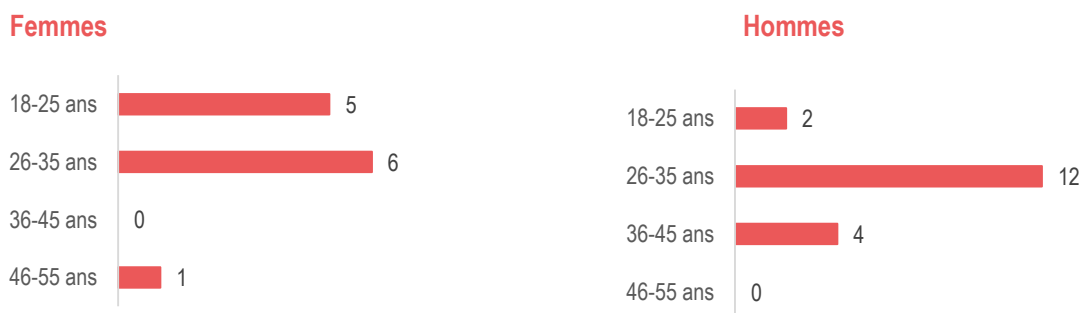 Femmes
18-25 ans 5
26-35 ans 6
36-45 ans 0
46-55 ans 1
Hommes
18-25 ans 2
26-35 ans 12
36-45 ans 4
46-55 ans 0